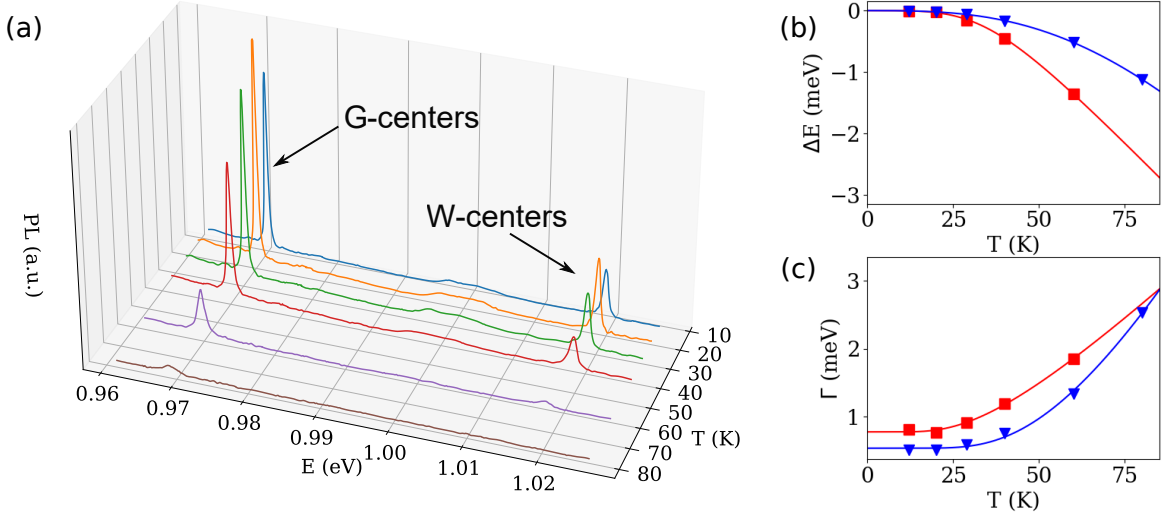 (a)
G-centers
W-centers
PL (a.u.)
0.96
0.97
0.98
0.99
1.00
1.01
1.02
E (eV)
10
20
30
40
50
60
70
80
T (K)
(b)
0
−1
−2
−3
ΔE (meV)
0
25
50
75
T (K)
(c)
3
2
1
Γ (meV)
0
25
50
75
T (K)